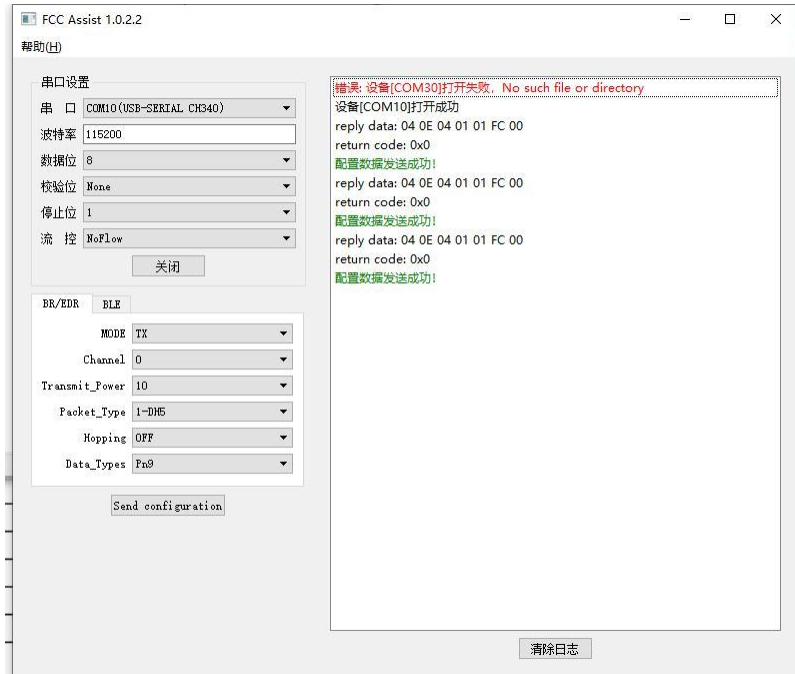 FCC Assist 1.0.2.2
帮助(H)
串口设置
串 口 COM10(USB-SERIAL CH340)
波特率 115200
数据位 8
校验位 None
停止位 1
流 控 NoFlow
关闭
BR/EDR BLE
MODE TX
Channel 0
Transmit_Power 10
Packet_Type 1-DH5
Hopping OFF
Data_Types Pn9
Send configuration
错误: 设备[COM30]打开失败，No such file or directory
设备[COM10]打开成功
reply data: 04 0E 04 01 01 FC 00
return code: 0x0
配置数据发送成功!
reply data: 04 0E 04 01 01 FC 00
return code: 0x0
配置数据发送成功!
reply data: 04 0E 04 01 01 FC 00
return code: 0x0
配置数据发送成功!
清除日志